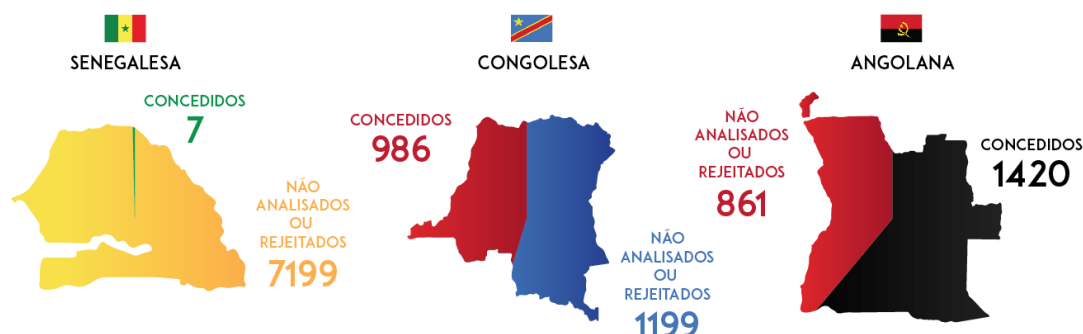 SENEGALESA
CONCEDIDOS
7
NÃO
ANALISADOS
OU
REJEITADOS
7199
CONGOLESA
CONCEDIDOS
986
NÃO
ANALISADOS
OU
REJEITADOS
1199
ANGOLANA
NÃO
ANALISADOS
OU
REJEITADOS
861
CONCEDIDOS
1420